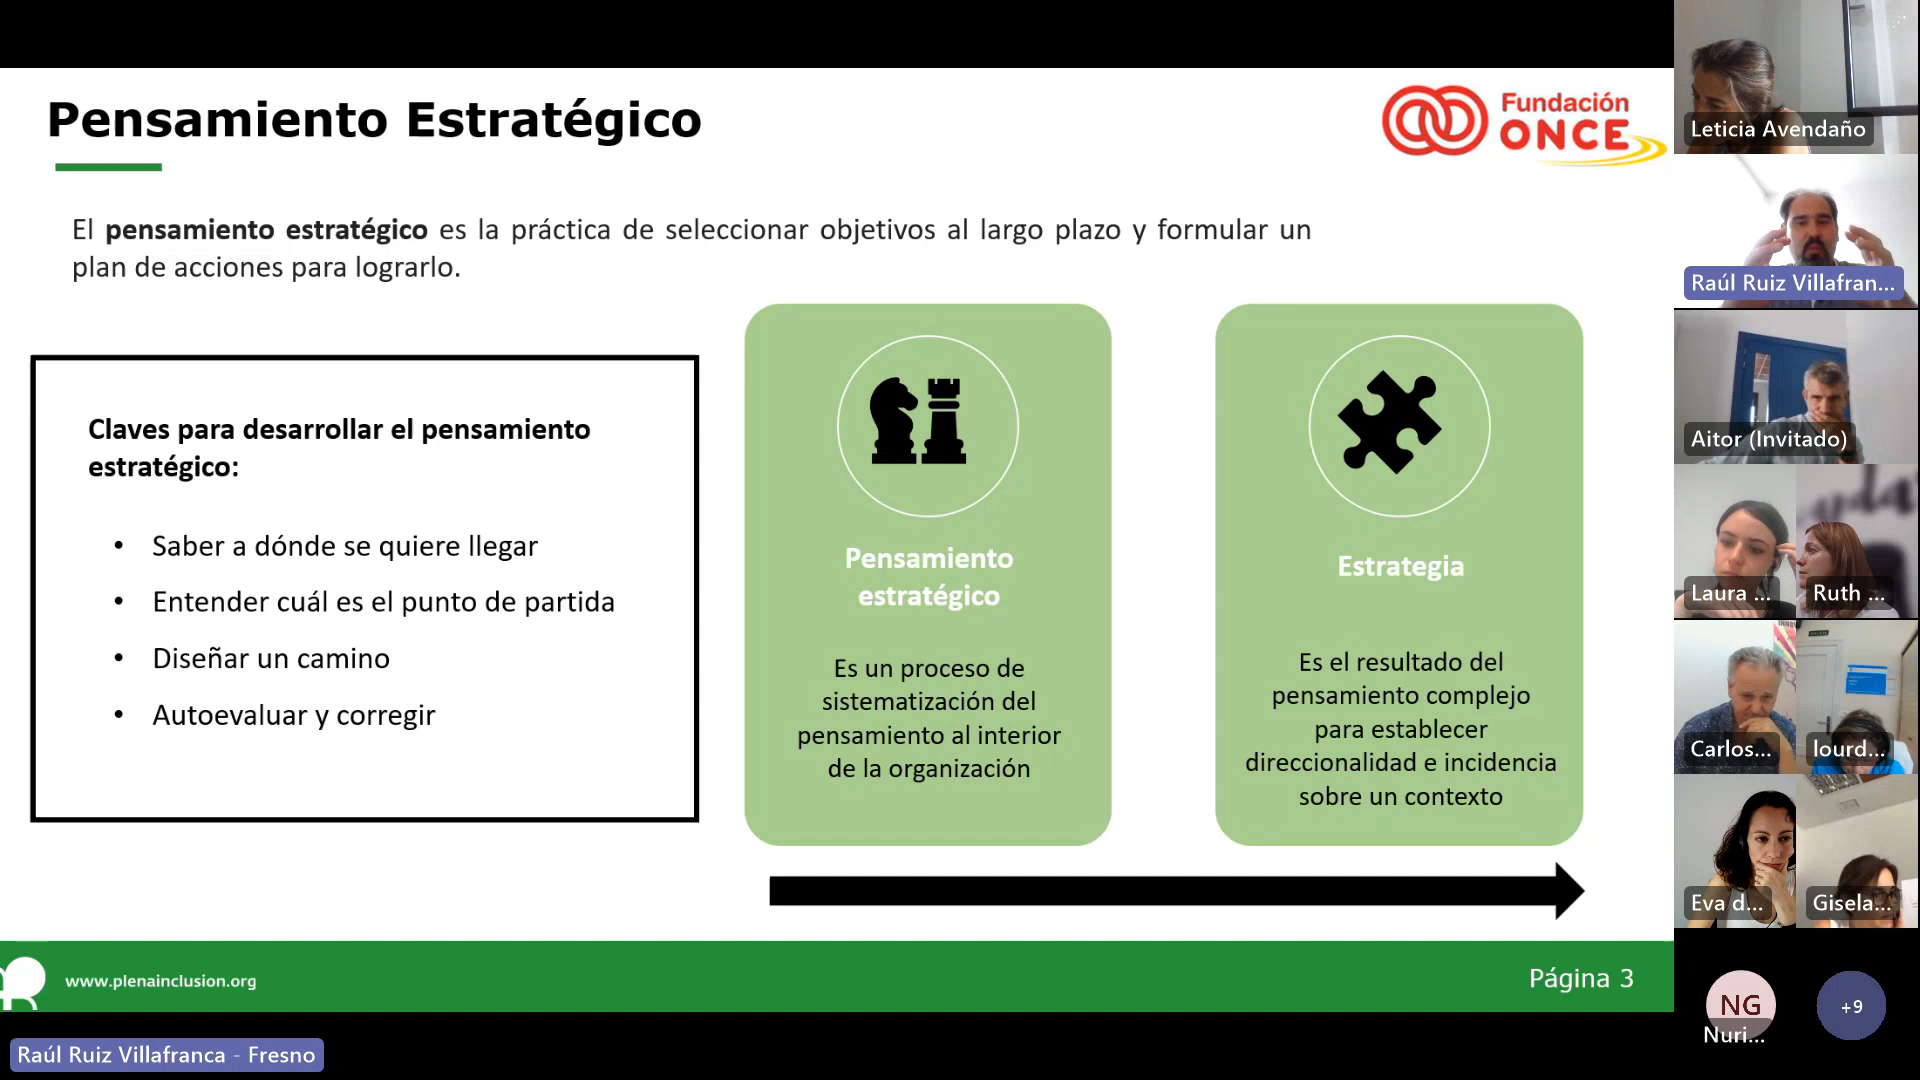 Pensamiento Estratégico
Fundación
ONCE
El pensamiento estratégico es la práctica de seleccionar objetivos al largo plazo y formular un
plan de acciones para lograrlo.
Claves para desarrollar el pensamiento
estratégico:
• Saber a dónde se quiere llegar
• Entender cuál es el punto de partida
• Diseñar un camino
• Autoevaluar y corregir
Pensamiento
estratégico
Es un proceso de
sistematización del
pensamiento al interior
de la organización
Estrategia
Es el resultado del
pensamiento complejo
para establecer
direccionalidad e incidencia
sobre un contexto
www.plenainclusion.org
Página 3
Raúl Ruiz Villafranca - Fresno
Leticia Avendaño
Raúl Ruiz Villafran...
Aitor (Invitado)
Laura ...
Ruth ...
Carlos...
lourd...
Eva d...
Gisela...
NG
Nuri...
+9